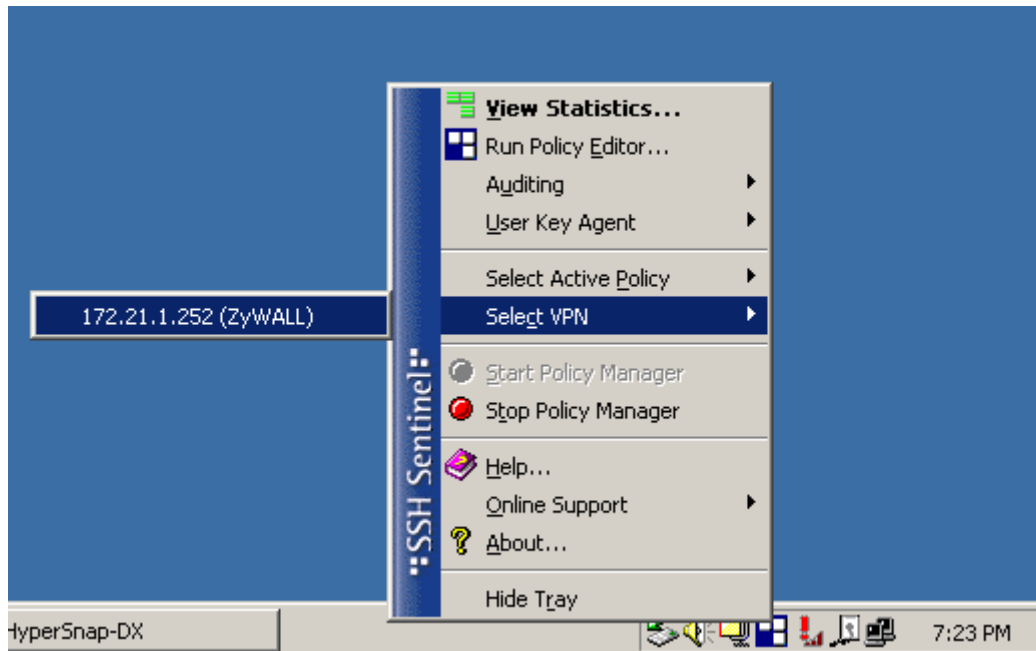 View Statistics...
Run Policy Editor...
Auditing
User Key Agent
Select Active Policy
172.21.1.252 (ZyWALL)
Select VPN
Start Policy Manager
Stop Policy Manager
Help...
Online Support
About...
Hide Tray
SSH Sentinel
HyperSnap-DX
7:23 PM